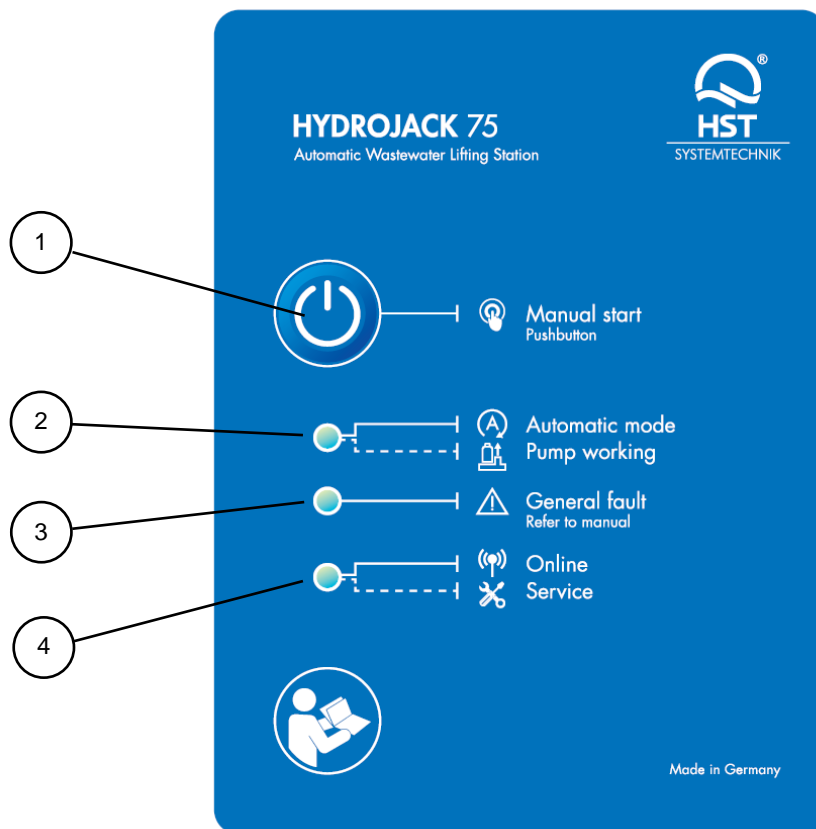 HYDROJACK 75
Automatic Wastewater Lifting Station
®
HST
SYSTEMTECHNIK
1
Manual start
Pushbutton
2
A
Automatic mode
Pump working
3
General fault
Refer to manual
Online
Service
4
Made in Germany